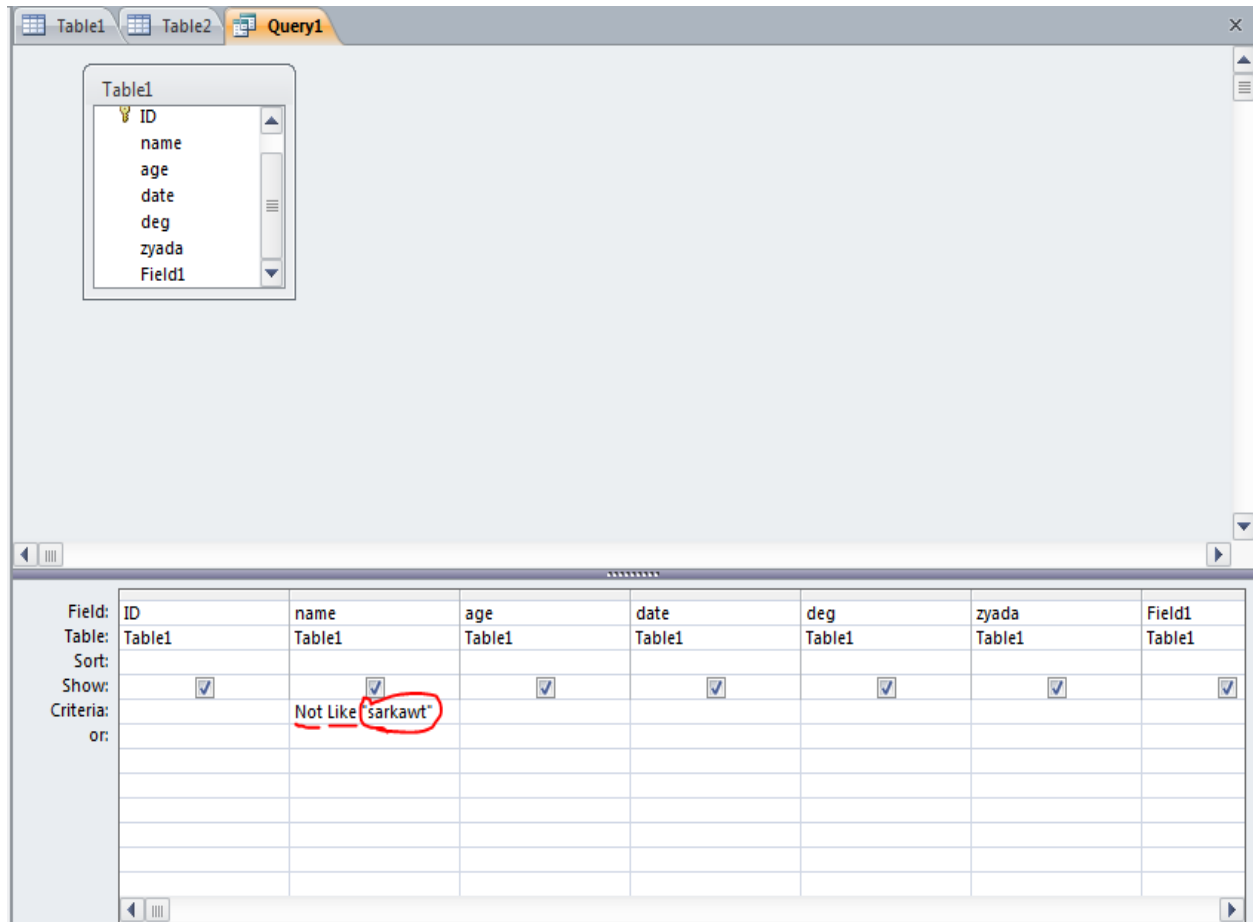 Table1 Table2 Query1
Table1
ID
name
age
date
deg
zyada
Field1
Field: ID name age date deg zyada Field1
Table: Table1 Table1 Table1 Table1 Table1 Table1 Table1
Sort:
Show:
Criteria: Not Like "sarkawt"
or: